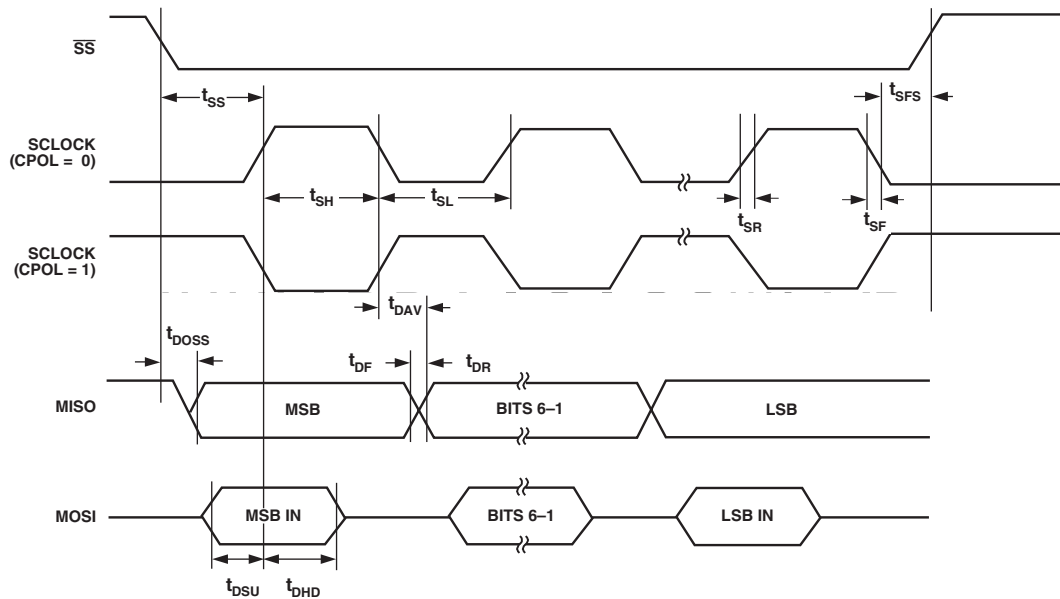 SS
tSS
tSFS
SCLOCK
(CPOL = 0)
tSH
tSL
tSR
tSF
SCLOCK
(CPOL = 1)
tDAV
tDOSS
tDF
tDR
MISO
MSB
BITS 6–1
LSB
MOSI
MSB IN
BITS 6–1
LSB IN
tDSU
tDHD